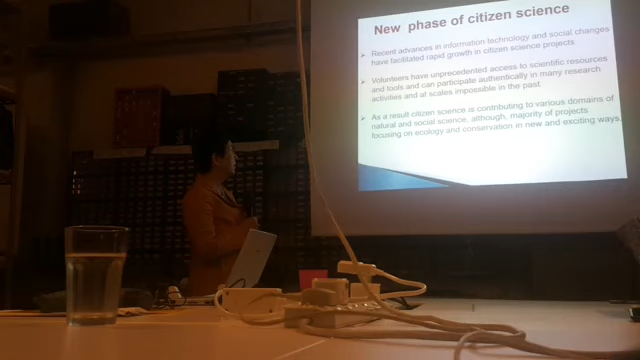 New phase of citizen science
Recent advances in information technology and social changes
have facilitated rapid growth in citizen science projects
Volunteers have unprecedented access to scientific resources
and tools and can participate authentically in many research
activities and at scales impossible in the past.
As a result citizen science is contributing to various domains of
natural and social science, although, majority of projects
focusing on ecology and conservation in new and exciting ways.